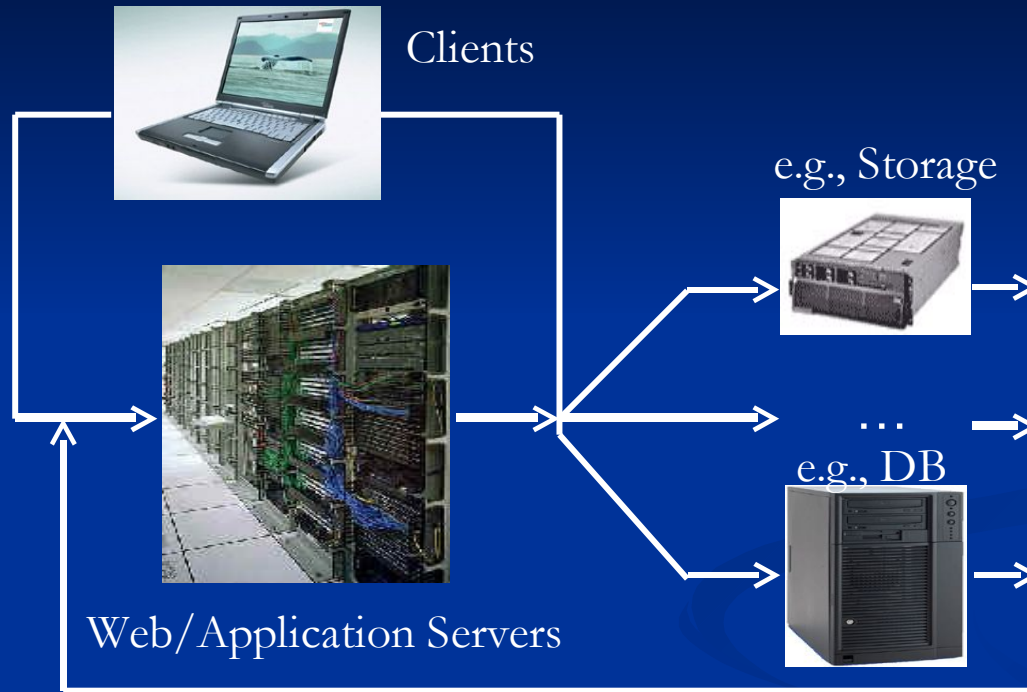 Clients
e.g., Storage
...
e.g., DB
Web/Application Servers